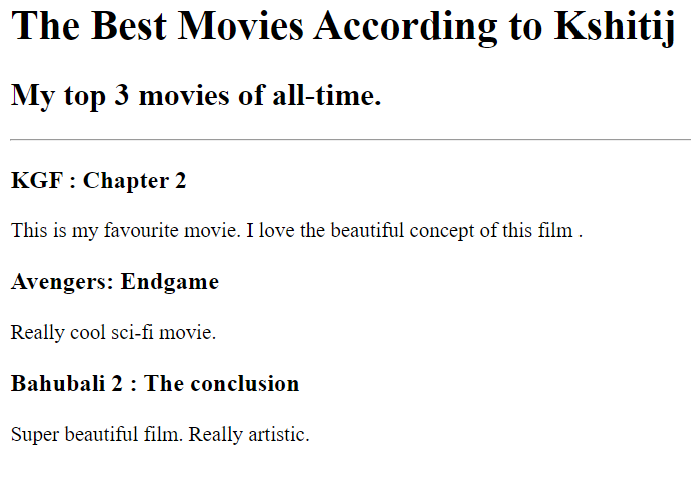 The Best Movies According to Kshitij
My top 3 movies of all-time.
KGF : Chapter 2
This is my favourite movie. I love the beautiful concept of this film .
Avengers: Endgame
Really cool sci-fi movie.
Bahubali 2 : The conclusion
Super beautiful film. Really artistic.